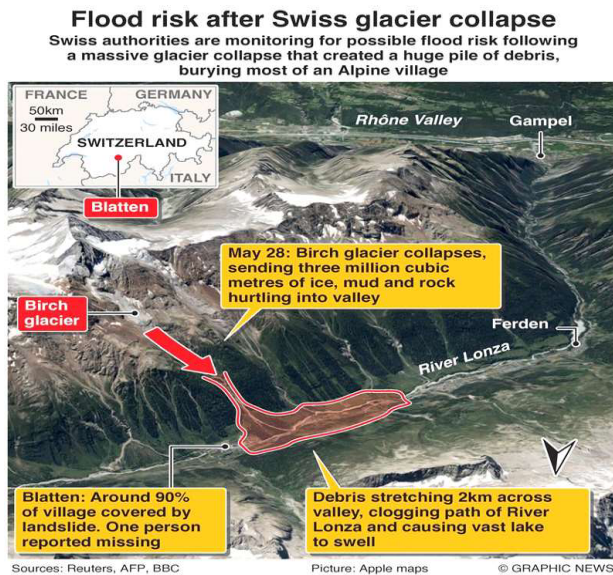 Flood risk after Swiss glacier collapse
Swiss authorities are monitoring for possible flood risk following
a massive glacier collapse that created a huge pile of debris,
burying most of an Alpine village
FRANCE
GERMANY
50km
30 miles
SWITZERLAND
ITALY
Blatten
Rhône Valley
Gampel
May 28: Birch glacier collapses,
sending three million cubic
metres of ice, mud and rock
hurtling into valley
Birch
glacier
Ferden
River Lonza
Blatten: Around 90%
of village covered by
landslide. One person
reported missing
Debris stretching 2km across
valley, clogging path of River
Lonza and causing vast lake
to swell
Sources: Reuters, AFP, BBC
Picture: Apple maps
© GRAPHIC NEWS